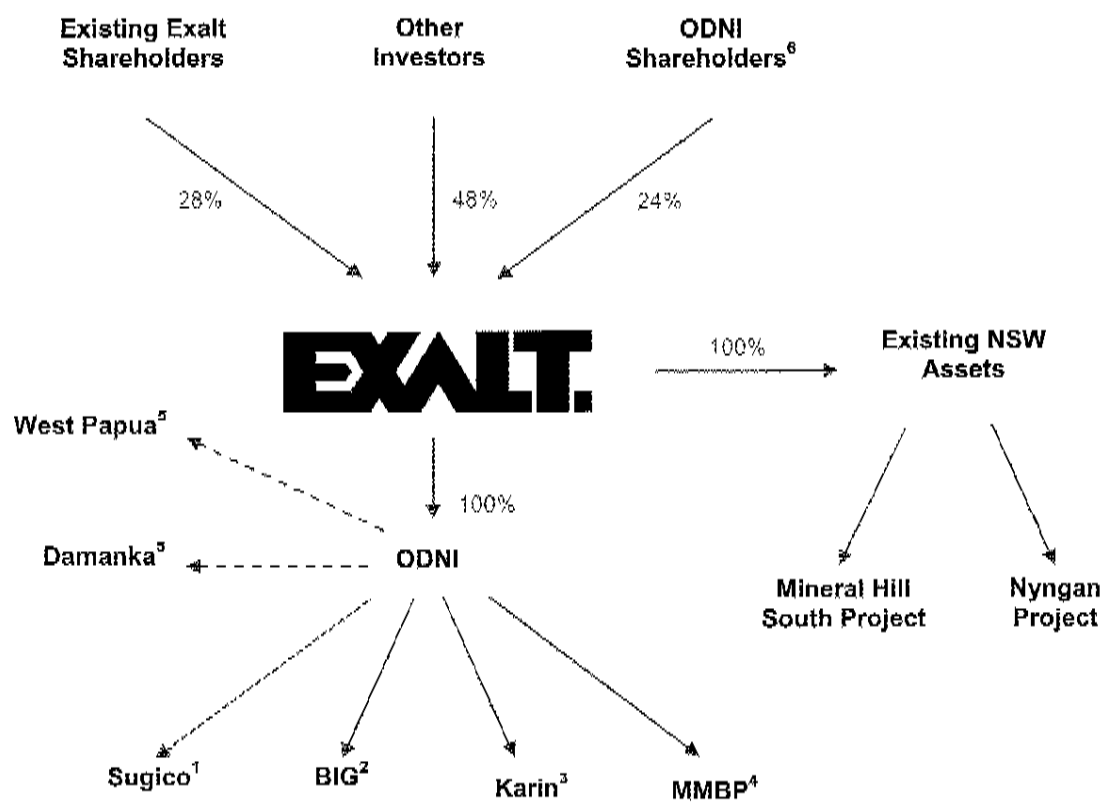 Existing Exalt
Shareholders
Other
Investors
ODNI
Shareholders⁶
28%
48%
24%
EXALT.
100%
Existing NSW
Assets
West Papua⁵
100%
Damanka⁵
ODNI
Mineral Hill
South Project
Nyngan
Project
Sugico¹
BIG²
Karin³
MMBP⁴